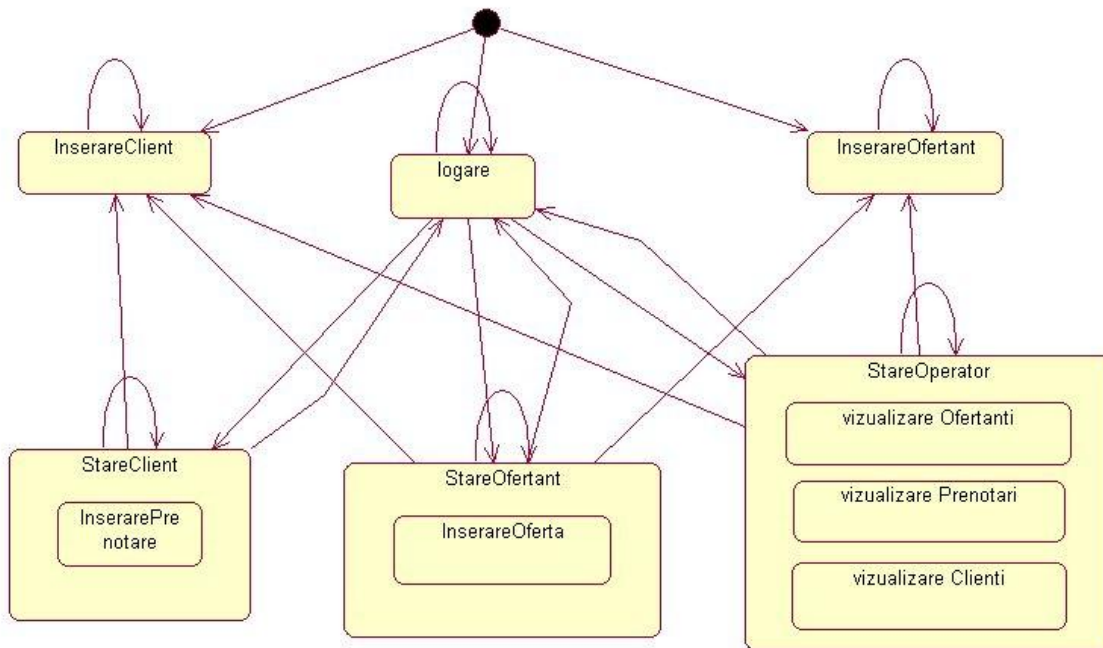 InserareClient
logare
InserareOfertant
StareClient
InserarePre
notare
StareOfertant
InserareOferta
StareOperator
vizualizare Ofertanti
vizualizare Prenotari
vizualizare Clienti